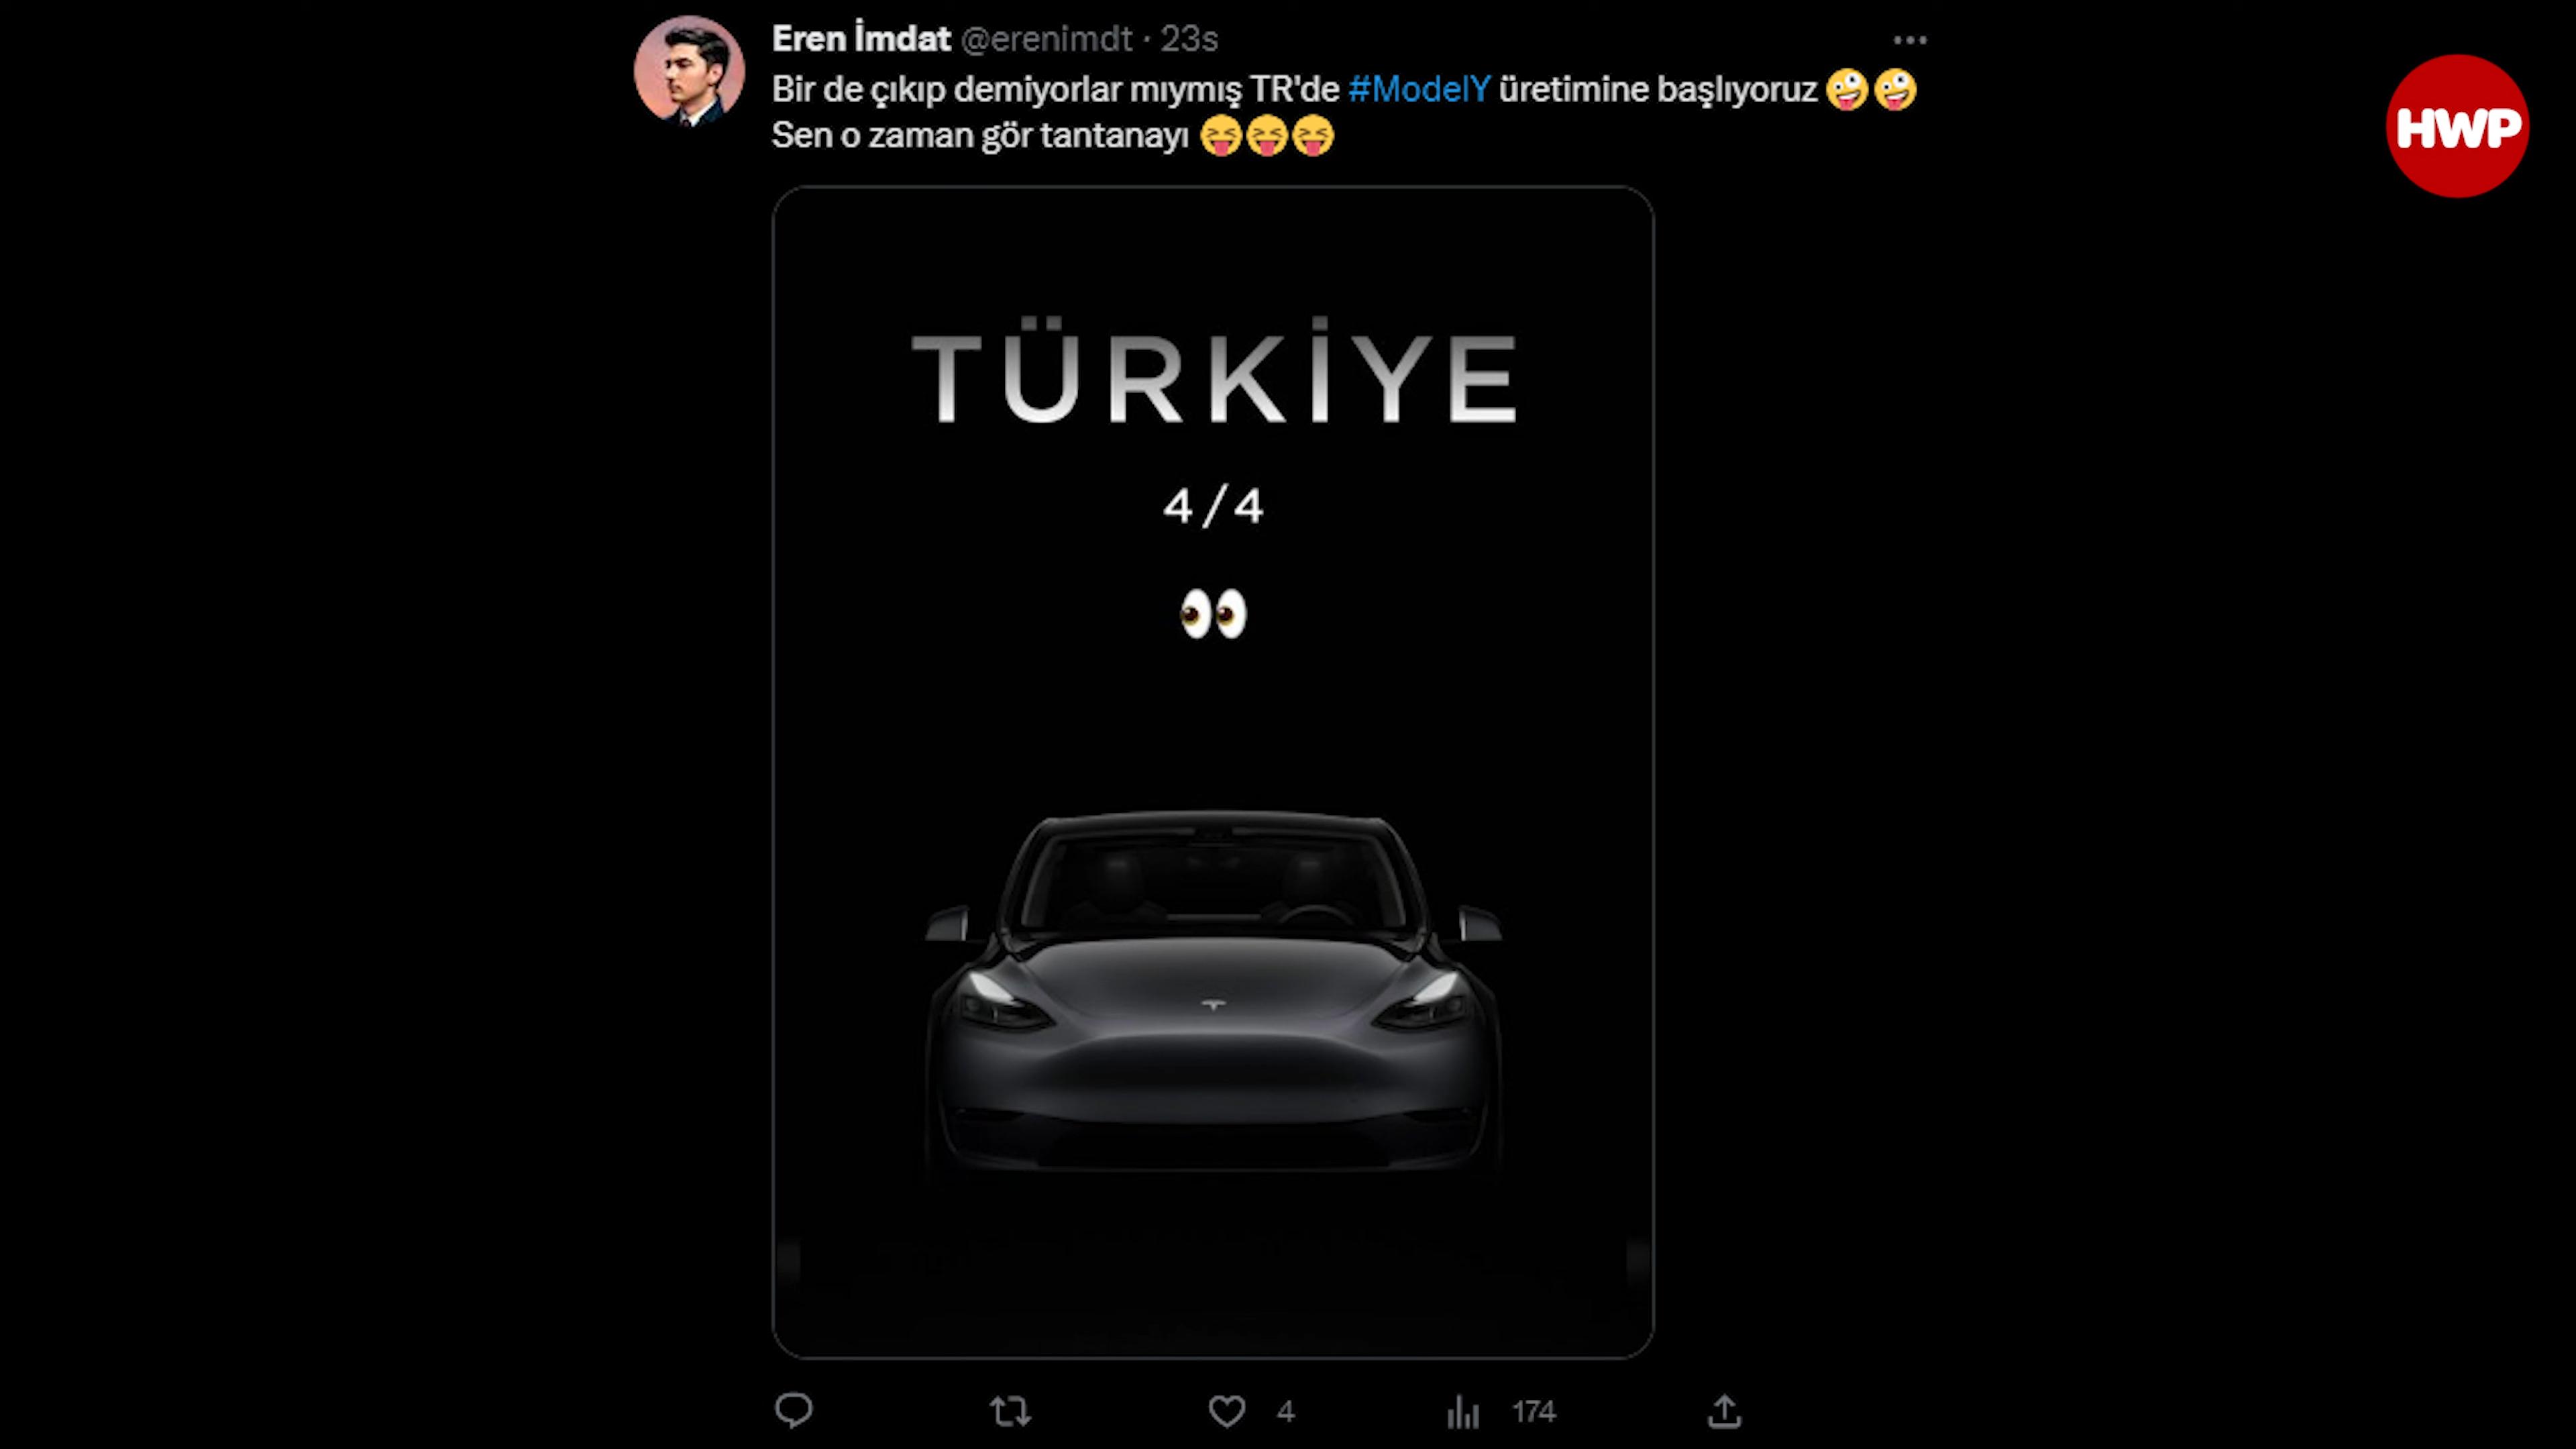 Eren İmdat @erenimdt · 23s
Bir de çıkıp demiyorlar mıymış TR'de #ModelY üretimine başlıyoruz 🤪🤪
Sen o zaman gör tantanayı 😝😝😝
HWP
TÜRKİYE
4/4
👀
4 174